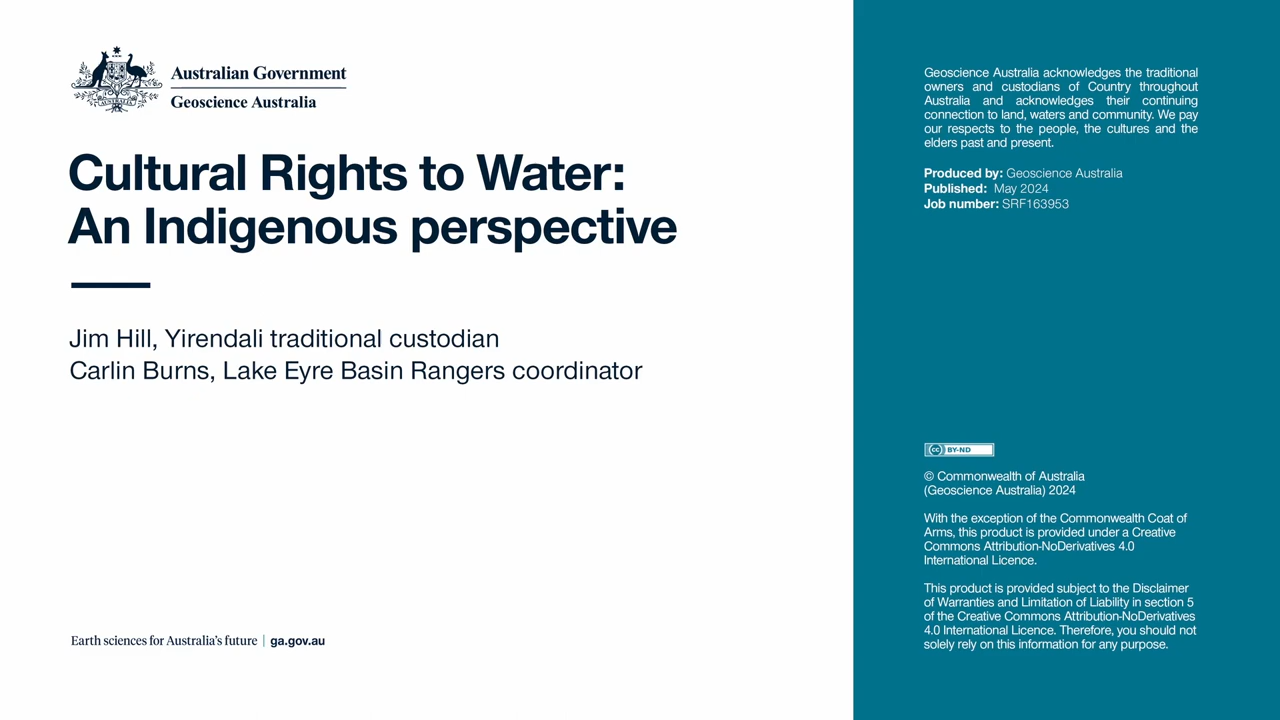 Australian Government
Geoscience Australia
Cultural Rights to Water:
An Indigenous perspective
Jim Hill, Yirendali traditional custodian
Carlin Burns, Lake Eyre Basin Rangers coordinator
Earth sciences for Australia's future | ga.gov.au
Geoscience Australia acknowledges the traditional
owners and custodians of Country throughout
Australia and acknowledges their continuing
connection to land, waters and community. We pay
our respects to the people, the cultures and the
elders past and present.
Produced by: Geoscience Australia
Published: May 2024
Job number: SRF163953
cc BY-ND
© Commonwealth of Australia
(Geoscience Australia) 2024
With the exception of the Commonwealth Coat of
Arms, this product is provided under a Creative
Commons Attribution-NoDerivatives 4.0
International Licence.
This product is provided subject to the Disclaimer
of Warranties and Limitation of Liability in section 5
of the Creative Commons Attribution-NoDerivatives
4.0 International Licence. Therefore, you should not
solely rely on this information for any purpose.